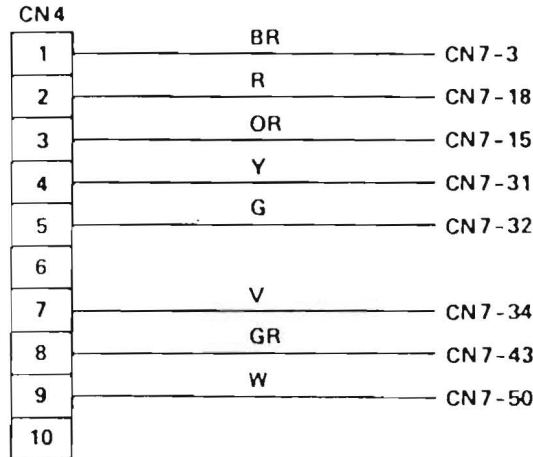 CN4
1 BR CN7-3
2 R CN7-18
3 OR CN7-15
4 Y CN7-31
5 G CN7-32
6
7 V CN7-34
8 GR CN7-43
9 W CN7-50
10